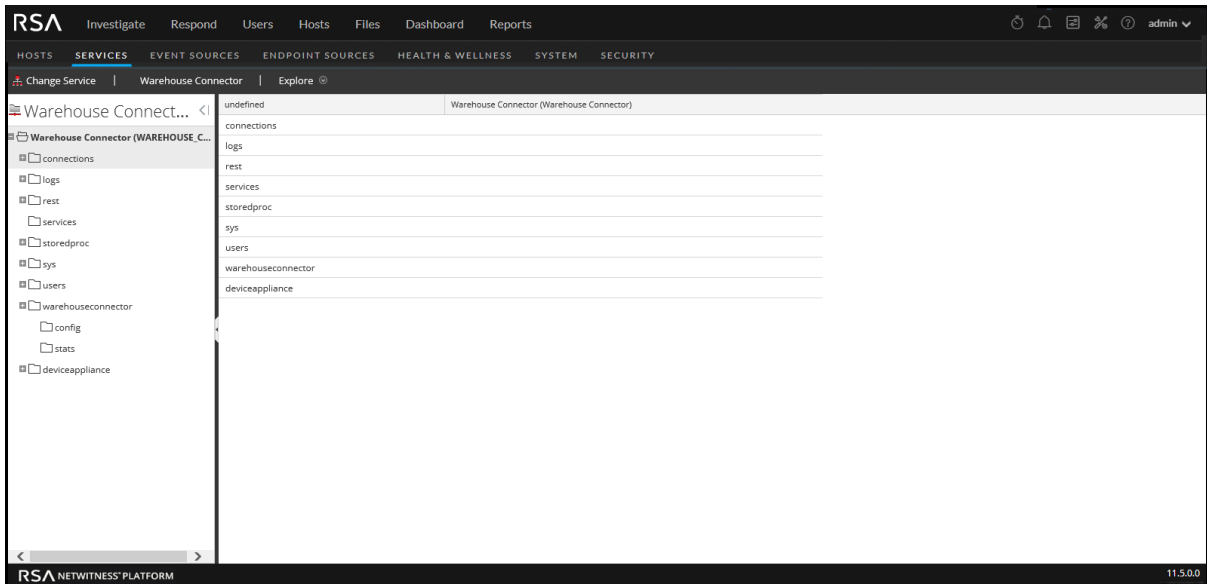 RSA Investigate Respond Users Hosts Files Dashboard Reports admin
HOSTS SERVICES EVENT SOURCES ENDPOINT SOURCES HEALTH & WELLNESS SYSTEM SECURITY
Change Service | Warehouse Connector | Explore
Warehouse Connect...
Warehouse Connector (WAREHOUSE_C...
connections
logs
rest
services
storedproc
sys
users
warehouseconnector
config
stats
deviceappliance
undefined Warehouse Connector (Warehouse Connector)
connections
logs
rest
services
storedproc
sys
users
warehouseconnector
deviceappliance
RSA NETWITNESS® PLATFORM 11.5.0.0